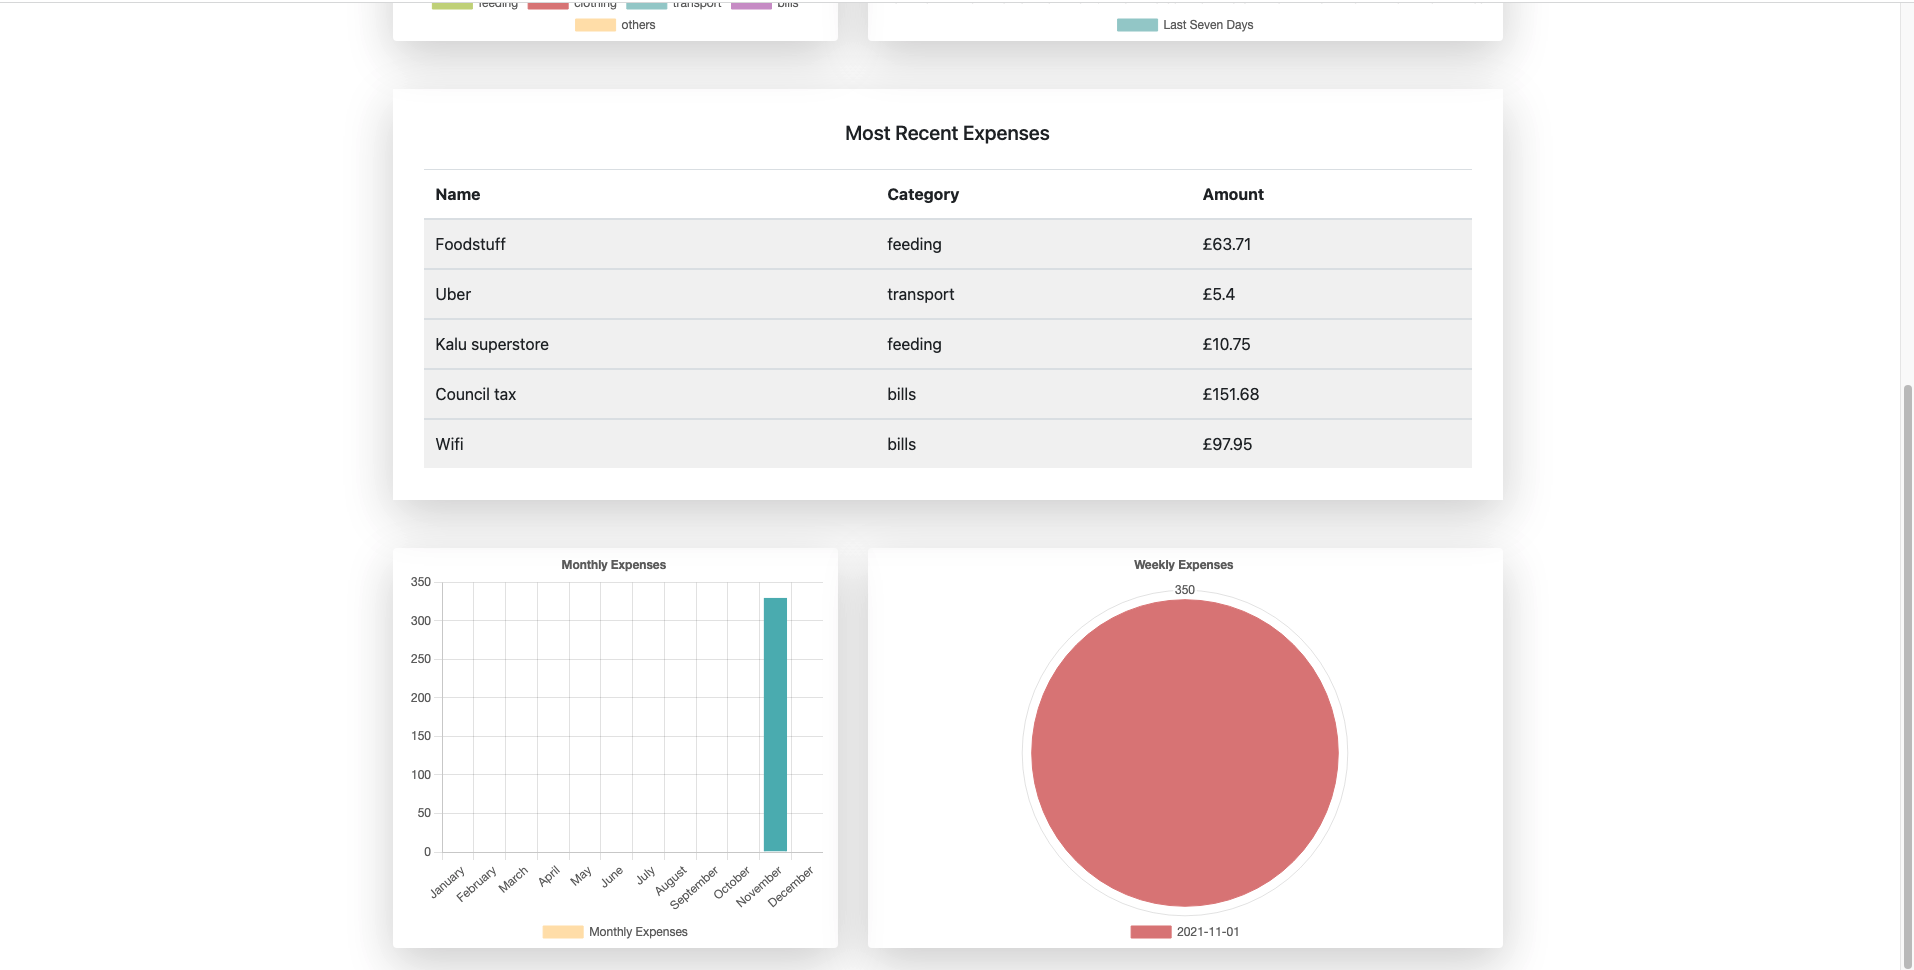 feeding clothing transport bills
others
Last Seven Days
Most Recent Expenses
Name Category Amount
Foodstuff feeding £63.71
Uber transport £5.4
Kalu superstore feeding £10.75
Council tax bills £151.68
Wifi bills £97.95
Monthly Expenses
350
300
250
200
150
100
50
0
January February March April May June July August September October November December
Monthly Expenses
Weekly Expenses
350
2021-11-01